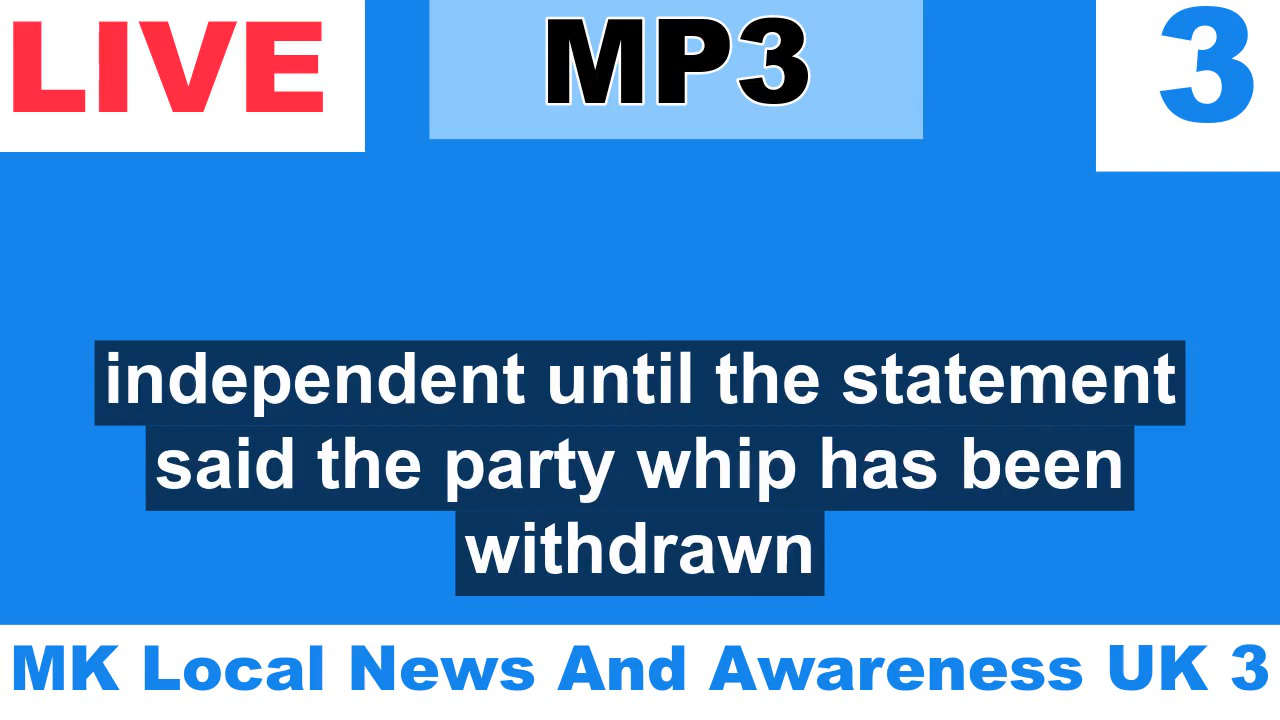 LIVE
MP3
3
independent until the statement
said the party whip has been
withdrawn
MK Local News And Awareness UK 3